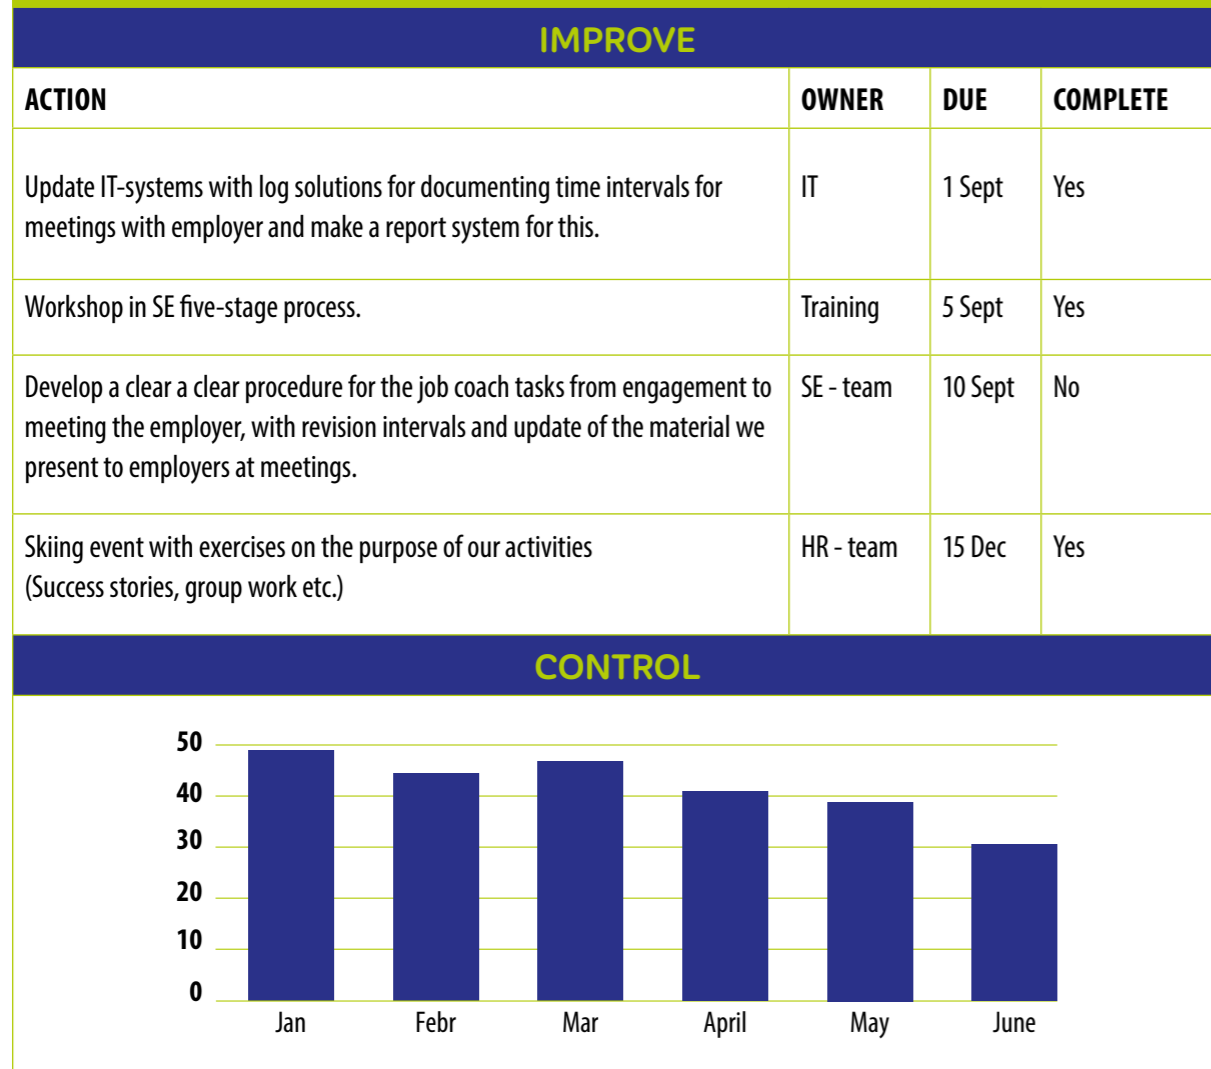 IMPROVE
ACTION OWNER DUE COMPLETE
Update IT-systems with log solutions for documenting time intervals for
meetings with employer and make a report system for this.
IT 1 Sept Yes
Workshop in SE five-stage process. Training 5 Sept Yes
Develop a clear a clear procedure for the job coach tasks from engagement to
meeting the employer, with revision intervals and update of the material we
present to employers at meetings.
SE - team 10 Sept No
Skiing event with exercises on the purpose of our activities
(Success stories, group work etc.)
HR - team 15 Dec Yes
CONTROL
50
40
30
20
10
0
Jan Febr Mar April May June